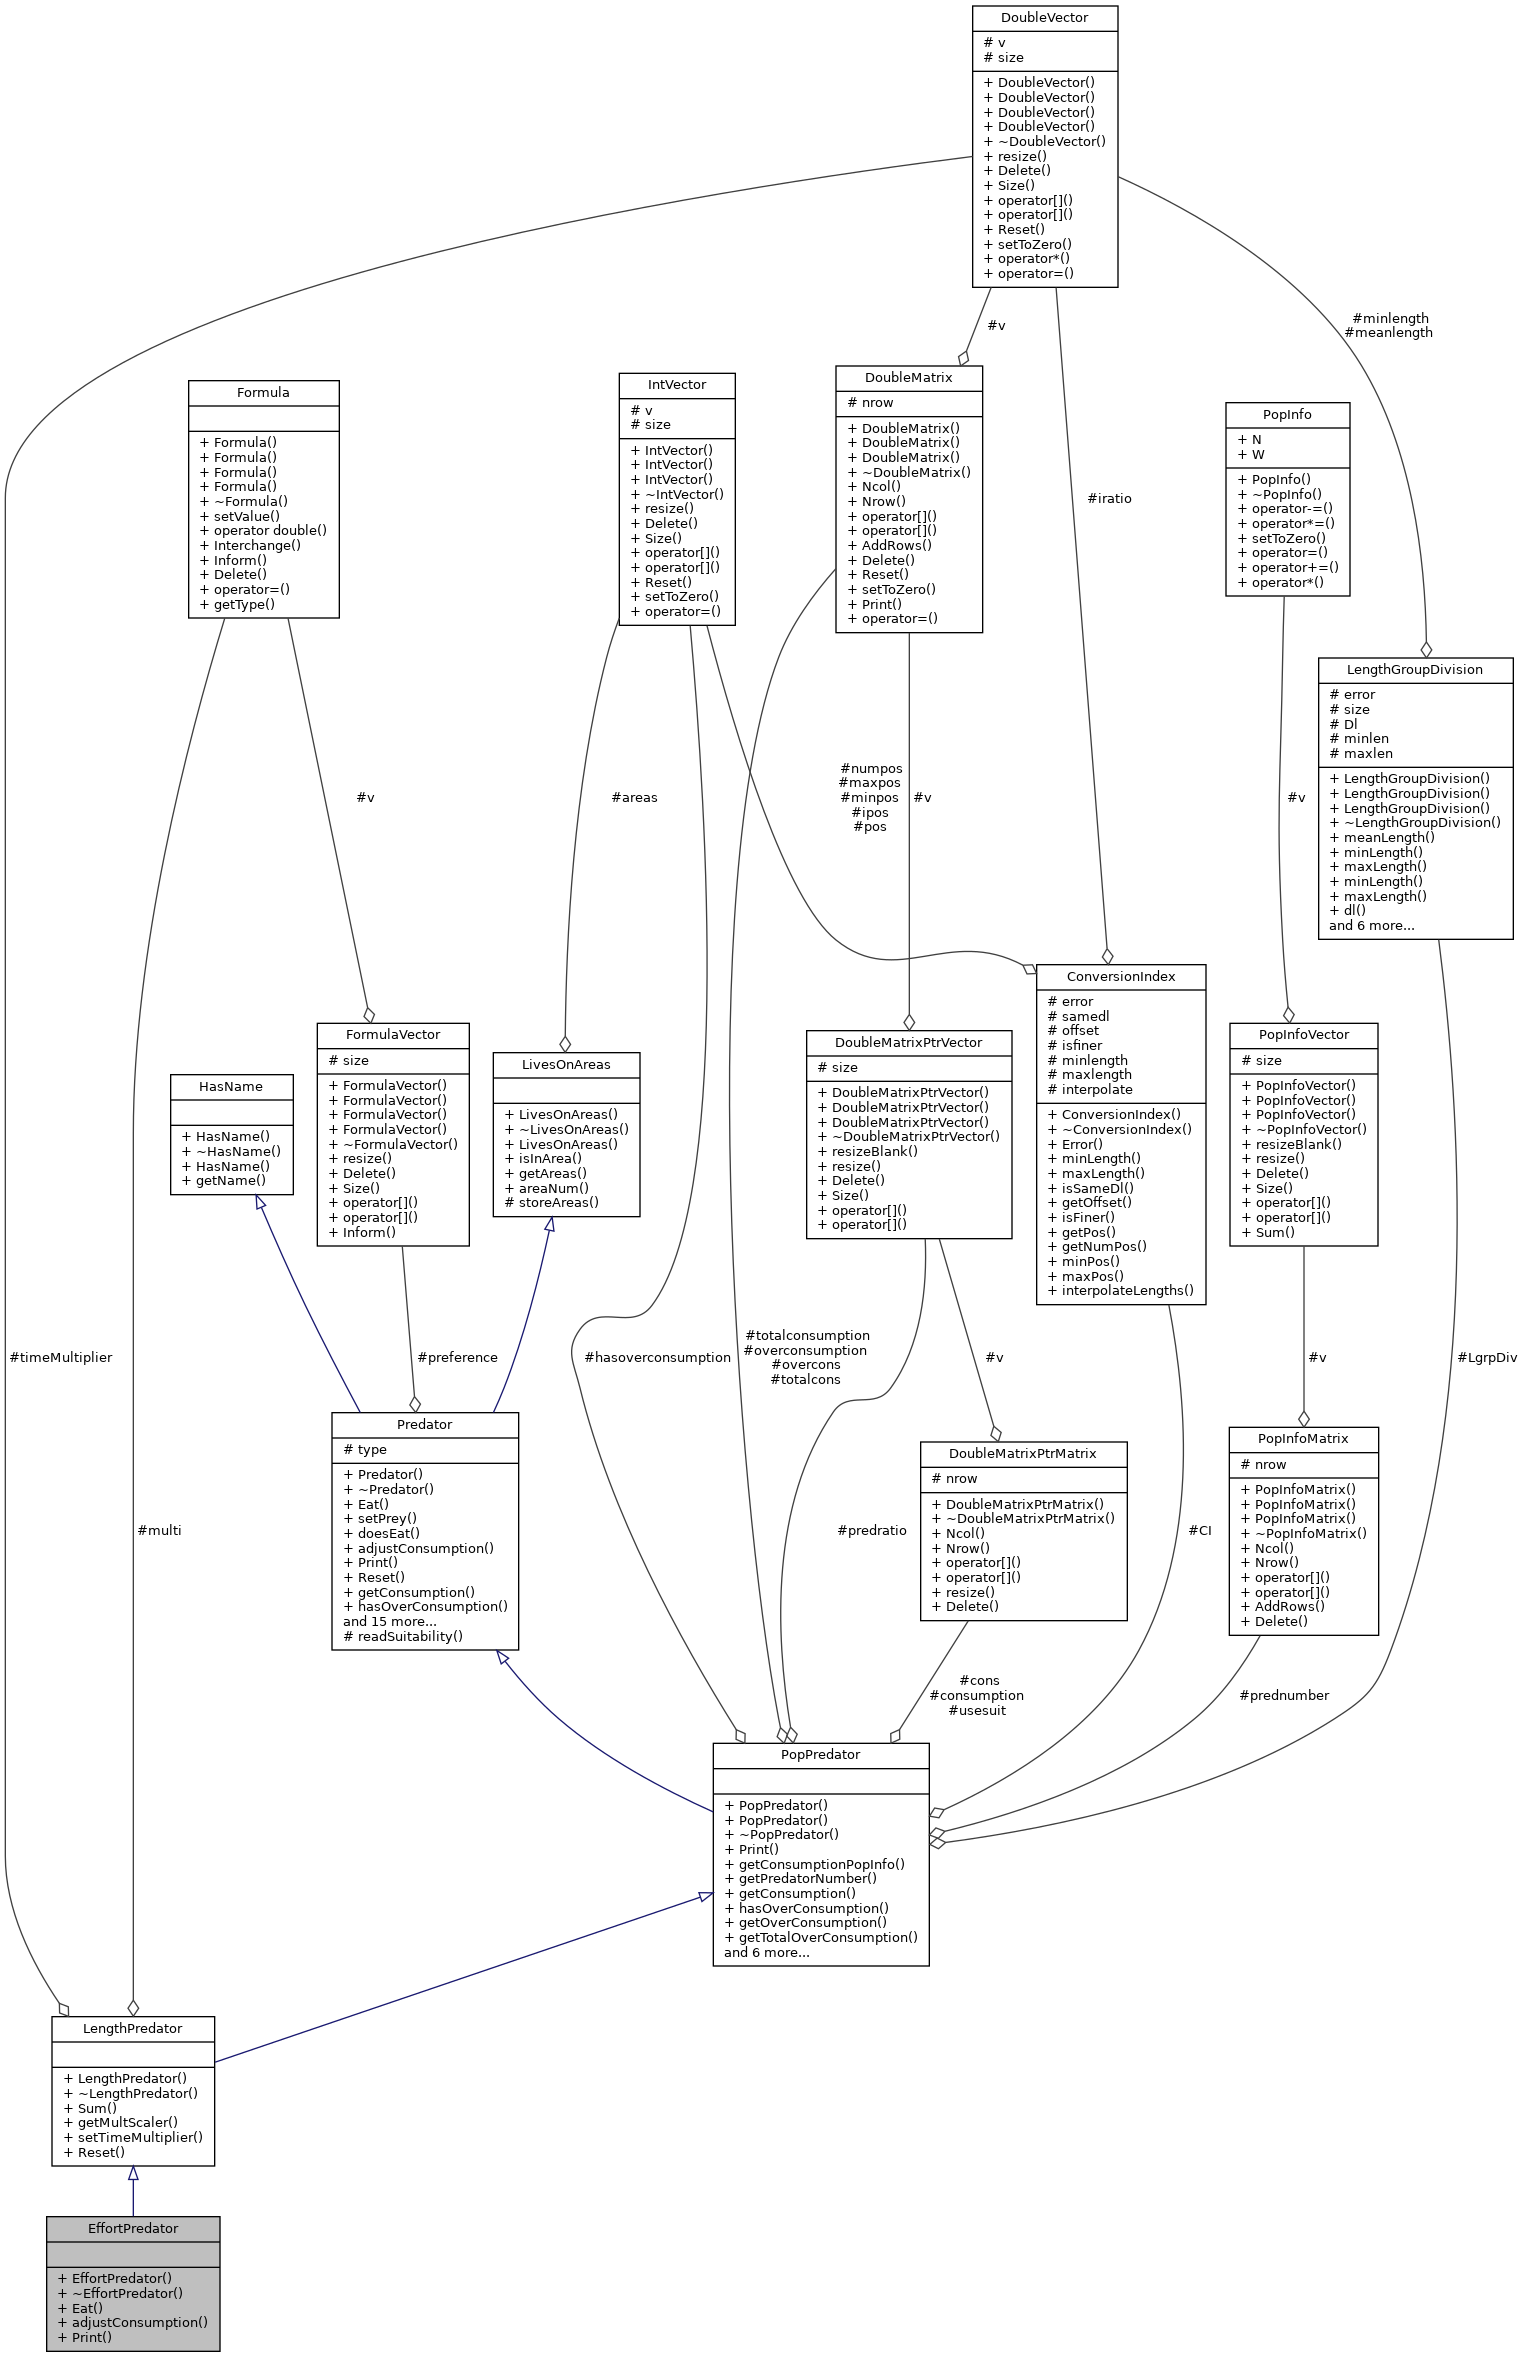 DoubleVector
# v
# size
+ DoubleVector()
+ DoubleVector()
+ DoubleVector()
+ DoubleVector()
+ ~DoubleVector()
+ resize()
+ Delete()
+ Size()
+ operator[]()
+ operator[]()
+ Reset()
+ setToZero()
+ operator*()
+ operator=()
#v
#minlength
#meanlength
Formula
+ Formula()
+ Formula()
+ Formula()
+ Formula()
+ ~Formula()
+ setValue()
+ operator double()
+ Interchange()
+ Inform()
+ Delete()
+ operator=()
+ getType()
IntVector
# v
# size
+ IntVector()
+ IntVector()
+ IntVector()
+ ~IntVector()
+ resize()
+ Delete()
+ Size()
+ operator[]()
+ operator[]()
+ Reset()
+ setToZero()
+ operator=()
DoubleMatrix
# nrow
+ DoubleMatrix()
+ DoubleMatrix()
+ DoubleMatrix()
+ ~DoubleMatrix()
+ Ncol()
+ Nrow()
+ operator[]()
+ operator[]()
+ AddRows()
+ Delete()
+ Reset()
+ setToZero()
+ Print()
+ operator=()
#iratio
PopInfo
+ N
+ W
+ PopInfo()
+ ~PopInfo()
+ operator-=()
+ operator*=()
+ setToZero()
+ operator=()
+ operator+=()
+ operator*()
LengthGroupDivision
# error
# size
# Dl
# minlen
# maxlen
+ LengthGroupDivision()
+ LengthGroupDivision()
+ LengthGroupDivision()
+ ~LengthGroupDivision()
+ meanLength()
+ minLength()
+ maxLength()
+ minLength()
+ maxLength()
+ dl()
and 6 more...
#v
#areas
#numpos
#maxpos
#minpos
#ipos
#pos
#v
#v
HasName
+ HasName()
+ ~HasName()
+ HasName()
+ getName()
FormulaVector
# size
+ FormulaVector()
+ FormulaVector()
+ FormulaVector()
+ FormulaVector()
+ ~FormulaVector()
+ resize()
+ Delete()
+ Size()
+ operator[]()
+ operator[]()
+ Inform()
LivesOnAreas
+ LivesOnAreas()
+ ~LivesOnAreas()
+ LivesOnAreas()
+ isInArea()
+ getAreas()
+ areaNum()
# storeAreas()
DoubleMatrixPtrVector
# size
+ DoubleMatrixPtrVector()
+ DoubleMatrixPtrVector()
+ DoubleMatrixPtrVector()
+ ~DoubleMatrixPtrVector()
+ resizeBlank()
+ resize()
+ Delete()
+ Size()
+ operator[]()
+ operator[]()
ConversionIndex
# error
# samedl
# offset
# isfiner
# minlength
# maxlength
# interpolate
+ ConversionIndex()
+ ~ConversionIndex()
+ Error()
+ minLength()
+ maxLength()
+ isSameDl()
+ getOffset()
+ isFiner()
+ getPos()
+ getNumPos()
+ minPos()
+ maxPos()
+ interpolateLengths()
PopInfoVector
# size
+ PopInfoVector()
+ PopInfoVector()
+ PopInfoVector()
+ ~PopInfoVector()
+ resizeBlank()
+ resize()
+ Delete()
+ Size()
+ operator[]()
+ operator[]()
+ Sum()
#timeMultiplier
#preference
#hasoverconsumption
#totalconsumption
#overconsumption
#overcons
#totalcons
#v
#v
#LgrpDiv
Predator
# type
+ Predator()
+ ~Predator()
+ Eat()
+ setPrey()
+ doesEat()
+ adjustConsumption()
+ Print()
+ Reset()
+ getConsumption()
+ hasOverConsumption()
and 15 more...
# readSuitability()
DoubleMatrixPtrMatrix
# nrow
+ DoubleMatrixPtrMatrix()
+ ~DoubleMatrixPtrMatrix()
+ Ncol()
+ Nrow()
+ operator[]()
+ operator[]()
+ resize()
+ Delete()
PopInfoMatrix
# nrow
+ PopInfoMatrix()
+ PopInfoMatrix()
+ PopInfoMatrix()
+ ~PopInfoMatrix()
+ Ncol()
+ Nrow()
+ operator[]()
+ operator[]()
+ AddRows()
+ Delete()
#multi
#predratio
#CI
#cons
#consumption
#usesuit
#prednumber
PopPredator
+ PopPredator()
+ PopPredator()
+ ~PopPredator()
+ Print()
+ getConsumptionPopInfo()
+ getPredatorNumber()
+ getConsumption()
+ hasOverConsumption()
+ getOverConsumption()
+ getTotalOverConsumption()
and 6 more...
LengthPredator
+ LengthPredator()
+ ~LengthPredator()
+ Sum()
+ getMultScaler()
+ setTimeMultiplier()
+ Reset()
EffortPredator
+ EffortPredator()
+ ~EffortPredator()
+ Eat()
+ adjustConsumption()
+ Print()